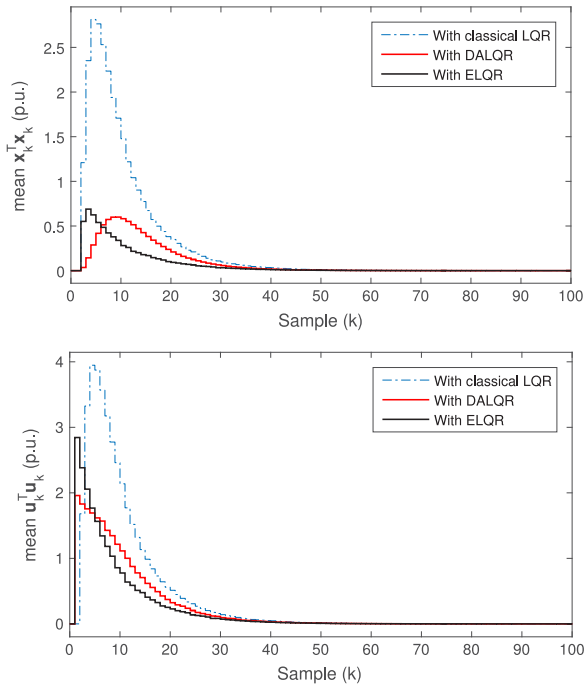 2.5
2
1.5
1
0.5
0
mean x_k^T x_k (p.u.)
With classical LQR
With DALQR
With ELQR
0 10 20 30 40 50 60 70 80 90 100
Sample (k)
4
3
2
1
0
mean u_k^T u_k (p.u.)
With classical LQR
With DALQR
With ELQR
0 10 20 30 40 50 60 70 80 90 100
Sample (k)